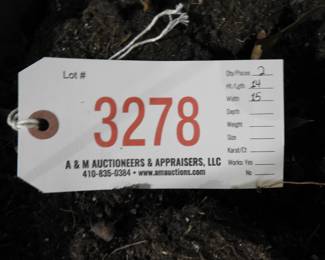 Lot #
3278
A & M AUCTIONEERS & APPRAISERS, LLC
410-835-0384 • www.amauctions.com
Qty/Pieces 2
Ht./Lgth 24
Width 15
Depth
Weight
Size
Karat/Ct
Works: Yes
No